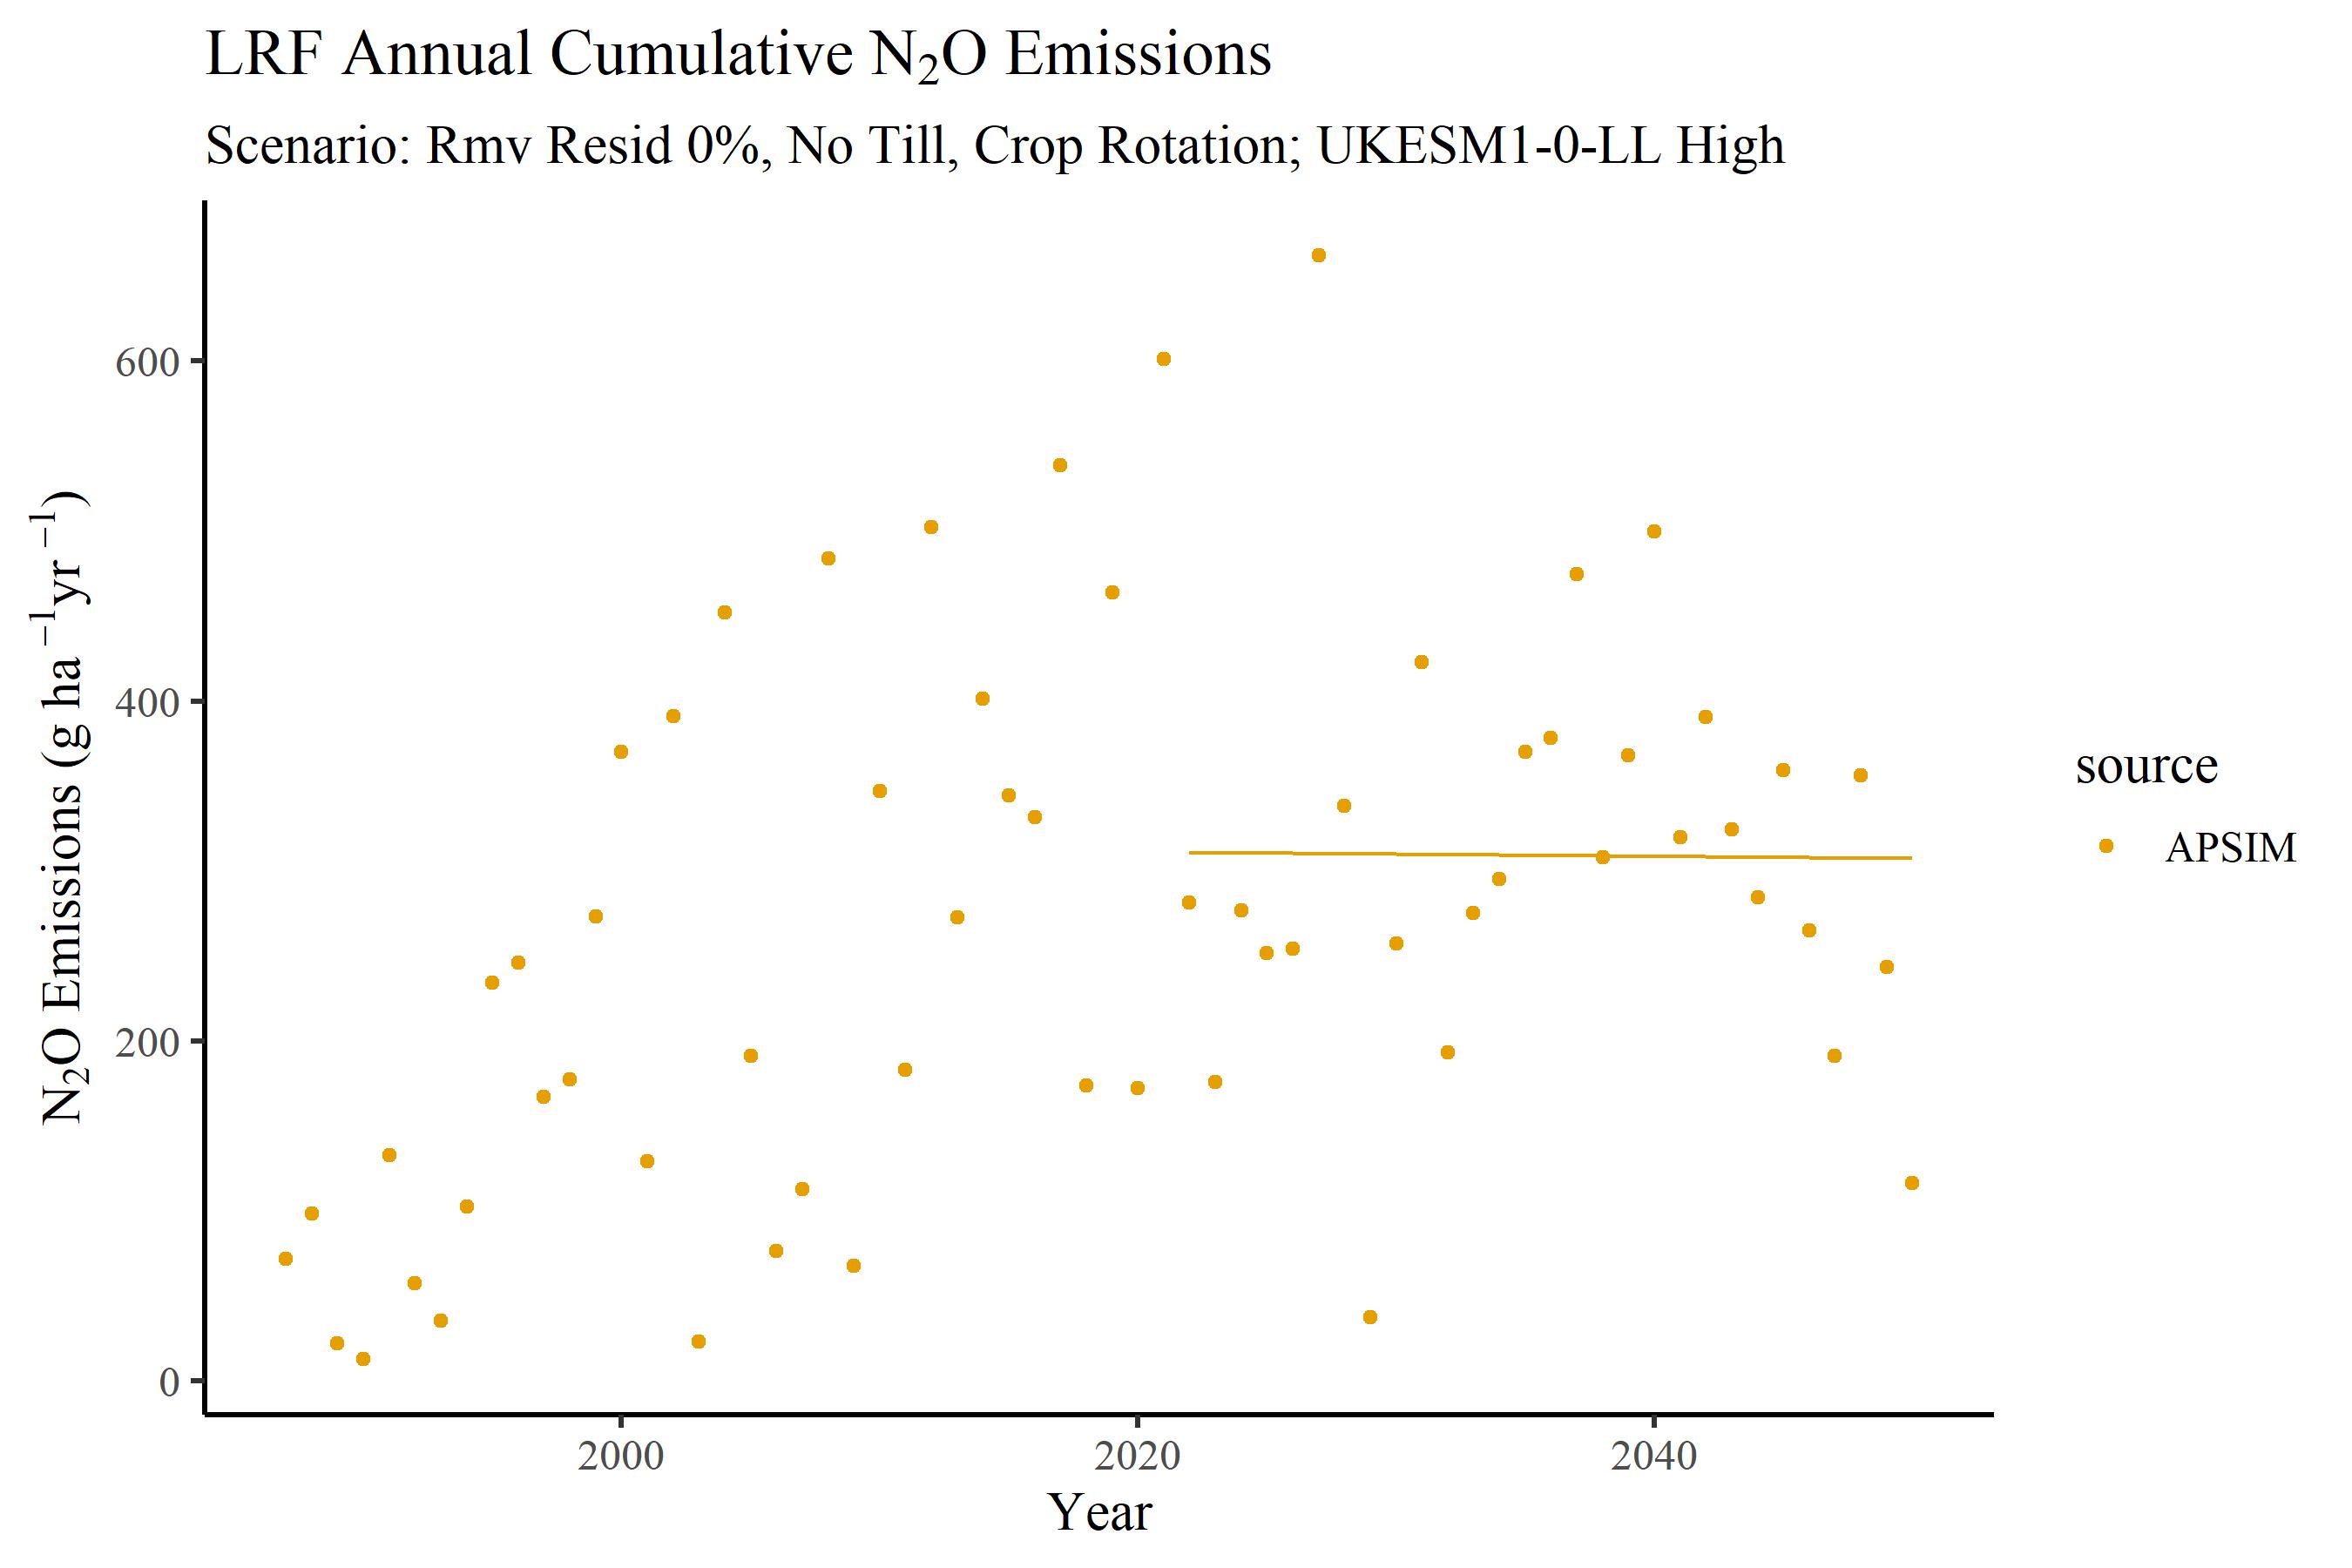 LRF Annual Cumulative N₂O Emissions
Scenario: Rmv Resid 0%, No Till, Crop Rotation; UKESM1-0-LL High
N₂O Emissions (g ha ⁻¹yr ⁻¹)
600
400
200
0
2000 2020 2040
Year
source
APSIM